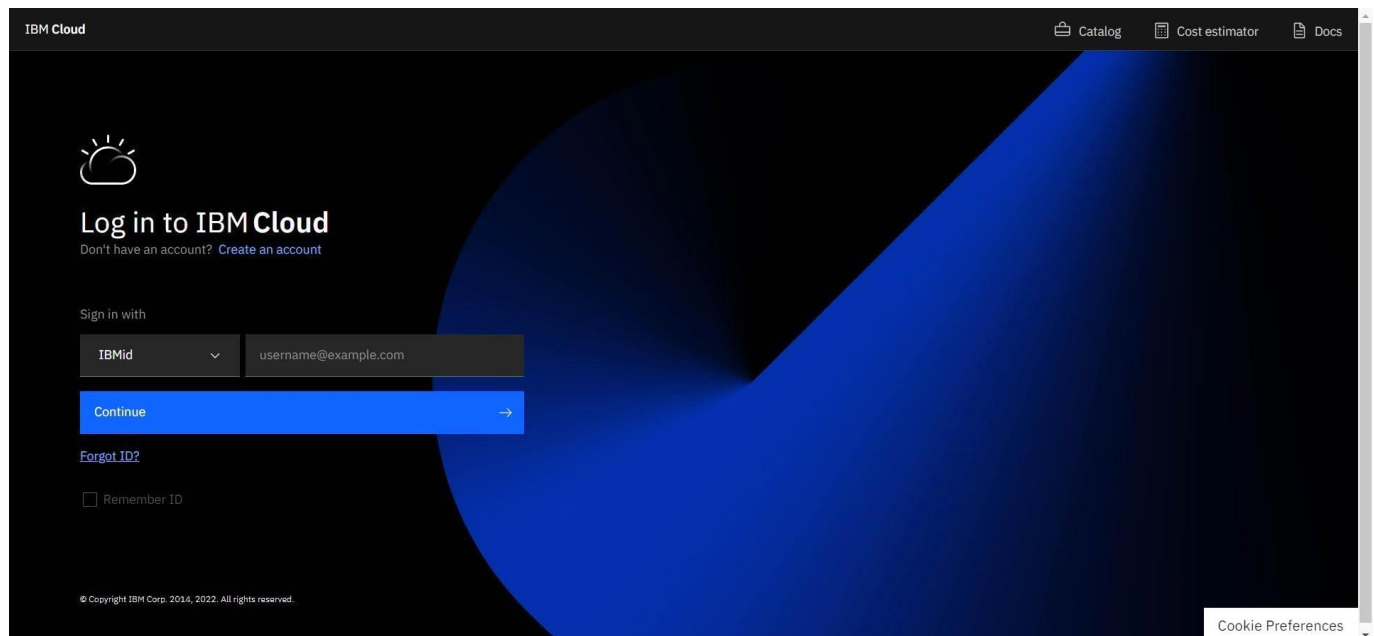 IBM Cloud
Catalog
Cost estimator
Docs
Log in to IBM Cloud
Don't have an account? Create an account
Sign in with
IBMid
username@example.com
Continue
Forgot ID?
Remember ID
© Copyright IBM Corp. 2014, 2022. All rights reserved.
Cookie Preferences